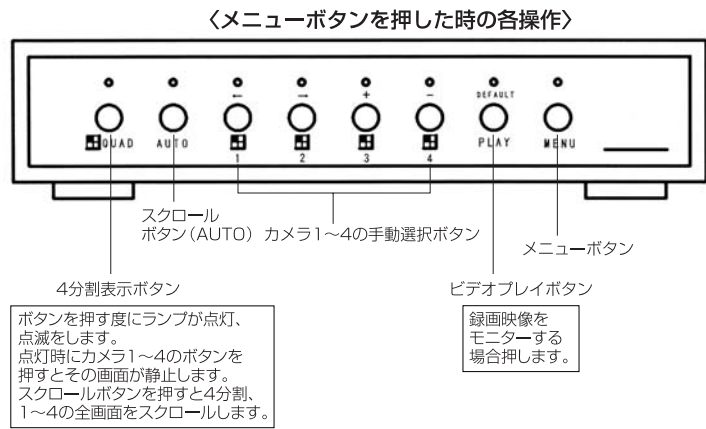 〈メニューボタンを押した時の各操作〉
← → + − DEFAULT
QUAD AUTO PLAY MENU
1 2 3 4
スクロール
ボタン（AUTO）
カメラ1～4の手動選択ボタン
メニューボタン
4分割表示ボタン
ビデオプレイボタン
ボタンを押す度にランプが点灯、
点滅をします。
点灯時にカメラ1～4のボタンを
押すとその画面が静止します。
スクロールボタンを押すと4分割、
1～4の全画面をスクロールします。
録画映像を
モニターする
場合押します。